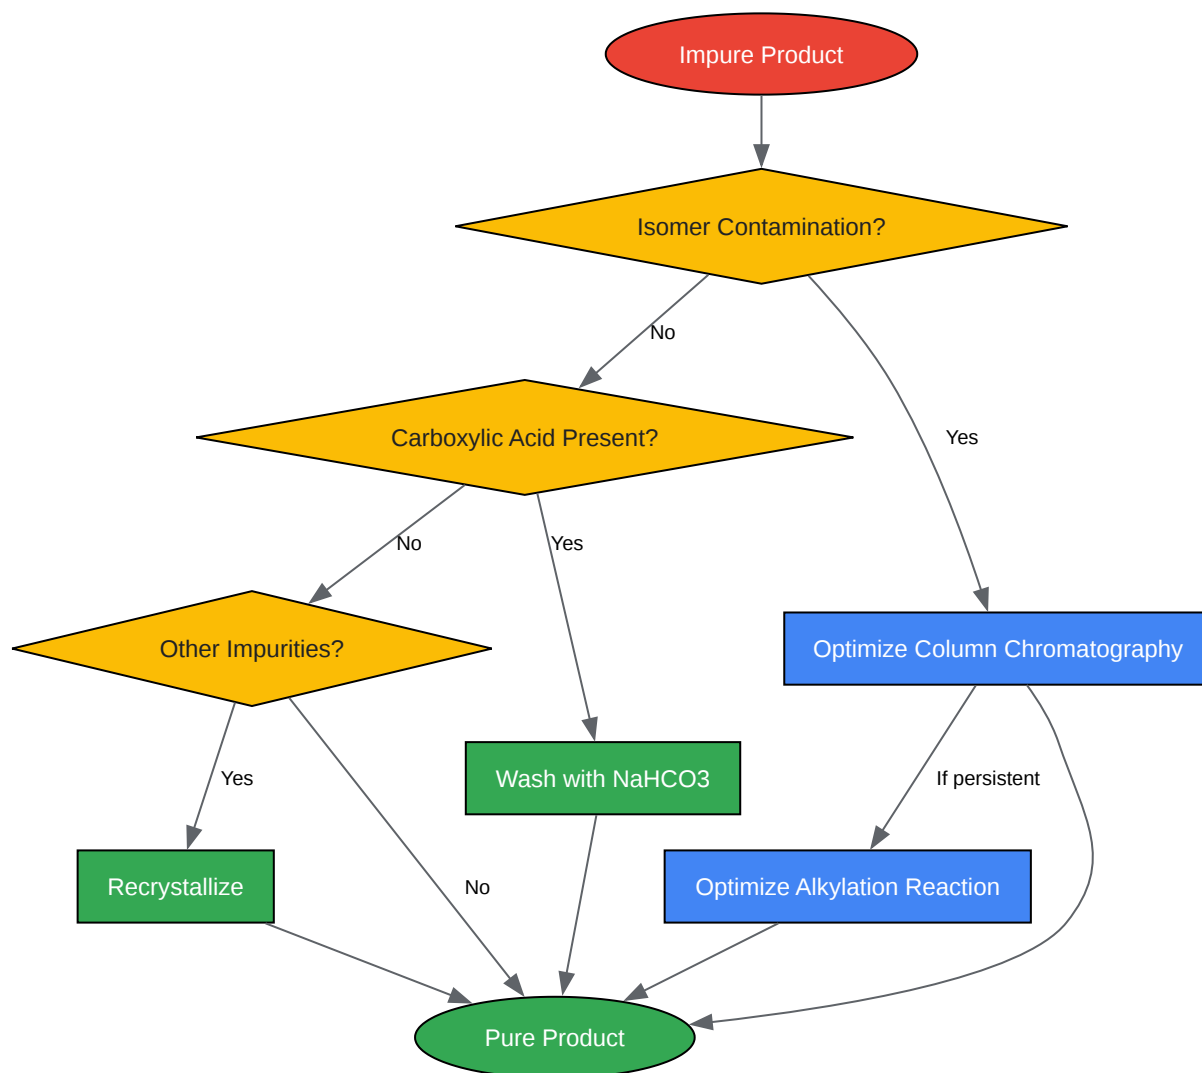 Impure Product
Isomer Contamination?
No
Carboxylic Acid Present?
Yes
No
Yes
Other Impurities?
Optimize Column Chromatography
Wash with NaHCO3
Yes
If persistent
Recrystallize
No
Optimize Alkylation Reaction
Pure Product